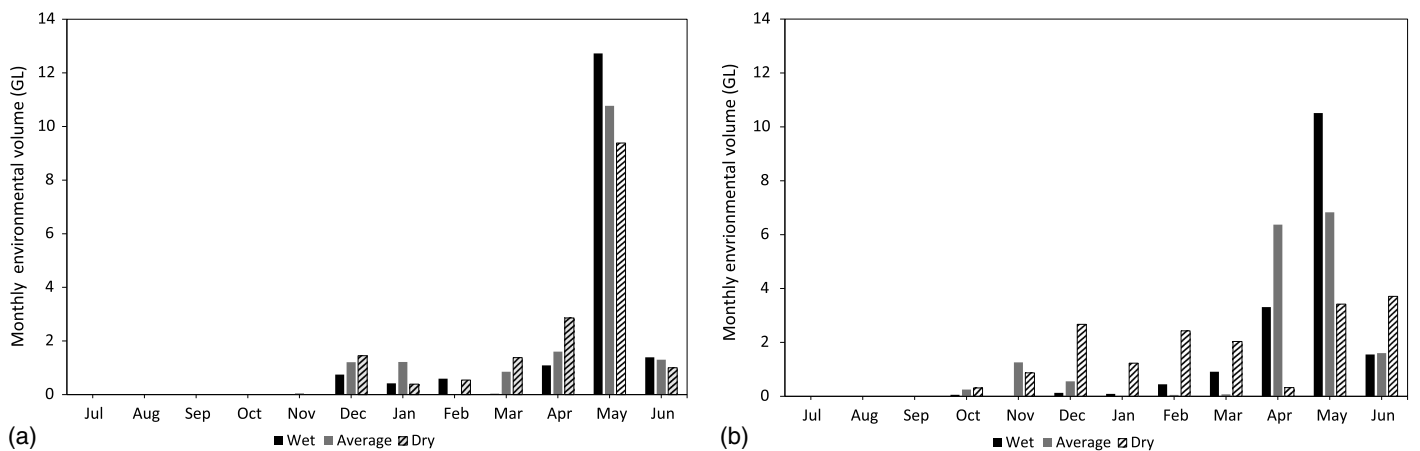 Monthly environmental volume (GL)
14
12
10
8
6
4
2
0
Jul Aug Sep Oct Nov Dec Jan Feb Mar Apr May Jun
Wet Average Dry
(a)
Monthly envrionmental volume (GL)
14
12
10
8
6
4
2
0
Jul Aug Sep Oct Nov Dec Jan Feb Mar Apr May Jun
Wet Average Dry
(b)